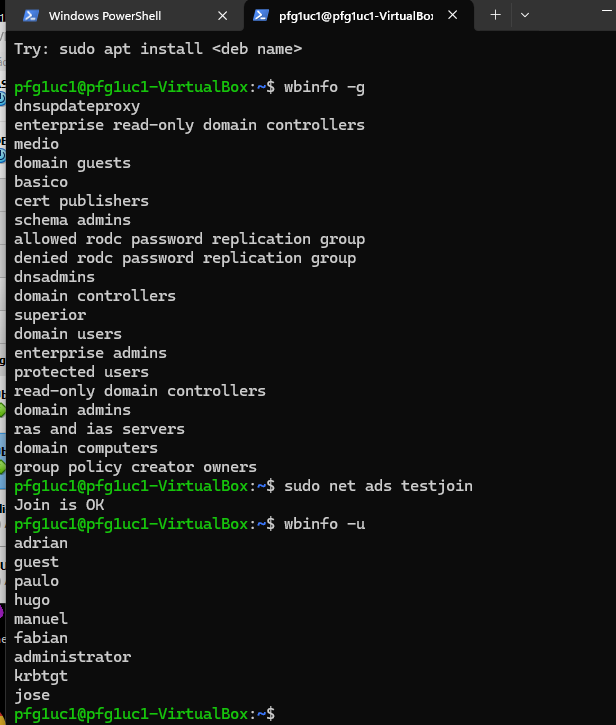 Windows PowerShell
pfg1uc1@pfg1uc1-VirtualBo
Try: sudo apt install <deb name>
pfg1uc1@pfg1uc1-VirtualBox:~$ wbinfo -g
dnsupdateproxy
enterprise read-only domain controllers
medio
domain guests
basico
cert publishers
schema admins
allowed rodc password replication group
denied rodc password replication group
dnsadmins
domain controllers
superior
domain users
enterprise admins
protected users
read-only domain controllers
domain admins
ras and ias servers
domain computers
group policy creator owners
pfg1uc1@pfg1uc1-VirtualBox:~$ sudo net ads testjoin
Join is OK
pfg1uc1@pfg1uc1-VirtualBox:~$ wbinfo -u
adrian
guest
paulo
hugo
manuel
fabian
administrator
krbtgt
jose
pfg1uc1@pfg1uc1-VirtualBox:~$